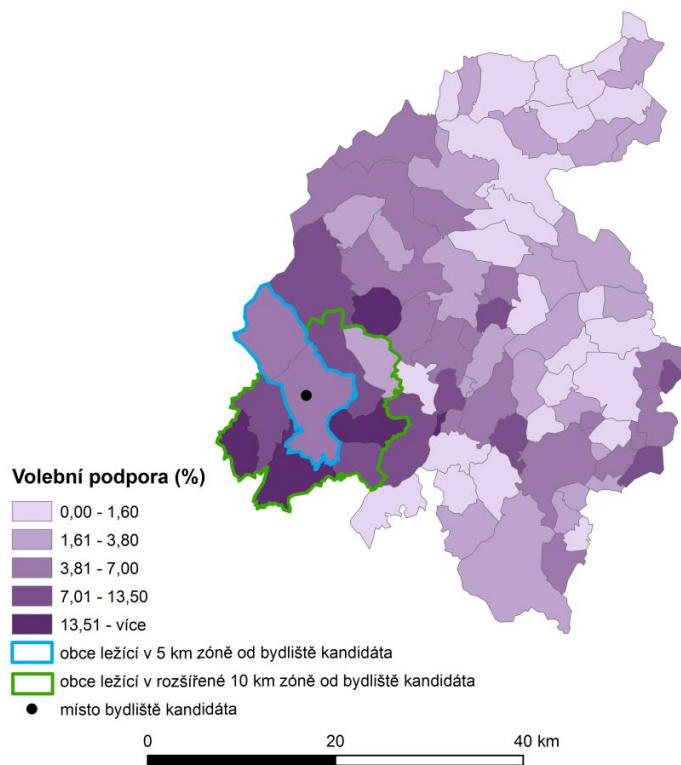 Volební podpora (%)
0,00 - 1,60
1,61 - 3,80
3,81 - 7,00
7,01 - 13,50
13,51 - více
obce ležící v 5 km zóně od bydliště kandidáta
obce ležící v rozšířené 10 km zóně od bydliště kandidáta
místo bydliště kandidáta
0 20 40 km